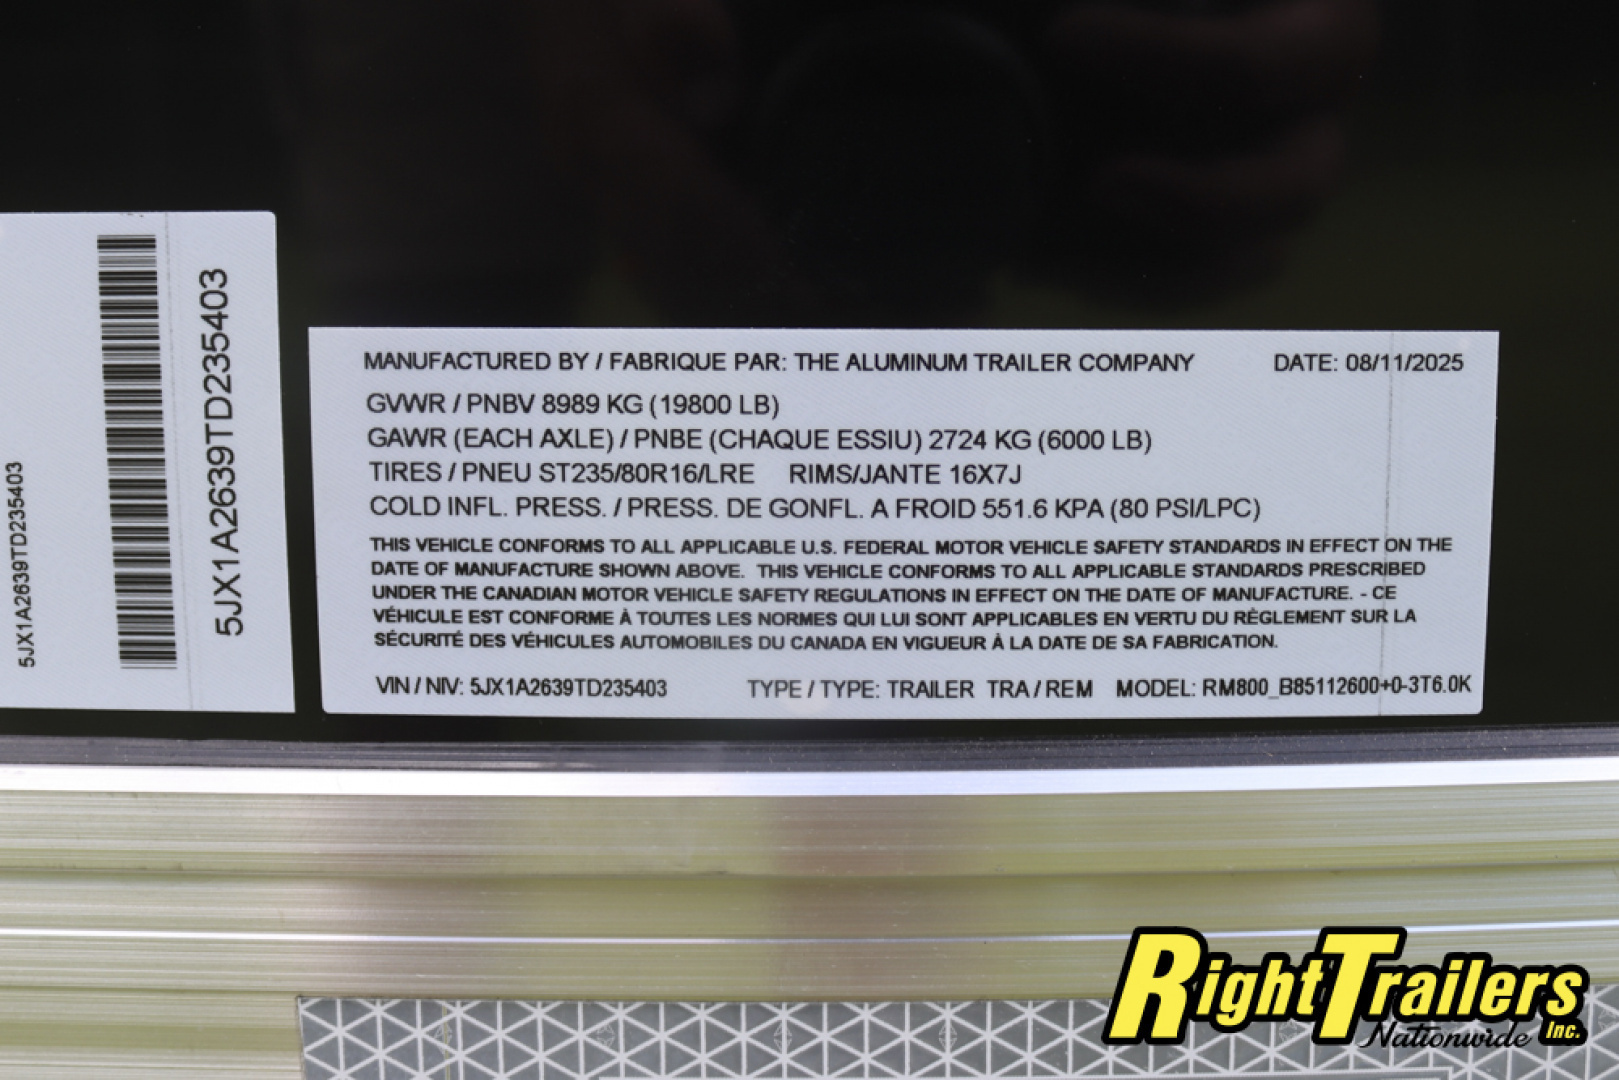 5JX1A2639TD235403
5JX1A2639TD235403
MANUFACTURED BY / FABRIQUE PAR: THE ALUMINUM TRAILER COMPANY DATE: 08/11/2025
GVWR / PNBV 8989 KG (19800 LB)
GAWR (EACH AXLE) / PNBE (CHAQUE ESSIU) 2724 KG (6000 LB)
TIRES / PNEU ST235/80R16/LRE RIMS/JANTE 16X7J
COLD INFL. PRESS. / PRESS. DE GONFL. A FROID 551.6 KPA (80 PSI/LPC)
THIS VEHICLE CONFORMS TO ALL APPLICABLE U.S. FEDERAL MOTOR VEHICLE SAFETY STANDARDS IN EFFECT ON THE
DATE OF MANUFACTURE SHOWN ABOVE. THIS VEHICLE CONFORMS TO ALL APPLICABLE STANDARDS PRESCRIBED
UNDER THE CANADIAN MOTOR VEHICLE SAFETY REGULATIONS IN EFFECT ON THE DATE OF MANUFACTURE. - CE
VÉHICULE EST CONFORME À TOUTES LES NORMES QUI LUI SONT APPLICABLES EN VERTU DU RÈGLEMENT SUR LA
SÉCURITÉ DES VÉHICULES AUTOMOBILES DU CANADA EN VIGUEUR À LA DATE DE SA FABRICATION.
VIN / NIV: 5JX1A2639TD235403 TYPE / TYPE: TRAILER TRA / REM MODEL: RM800_B85112600+0-3T6.0K
RightTrailers
Nationwide Inc.